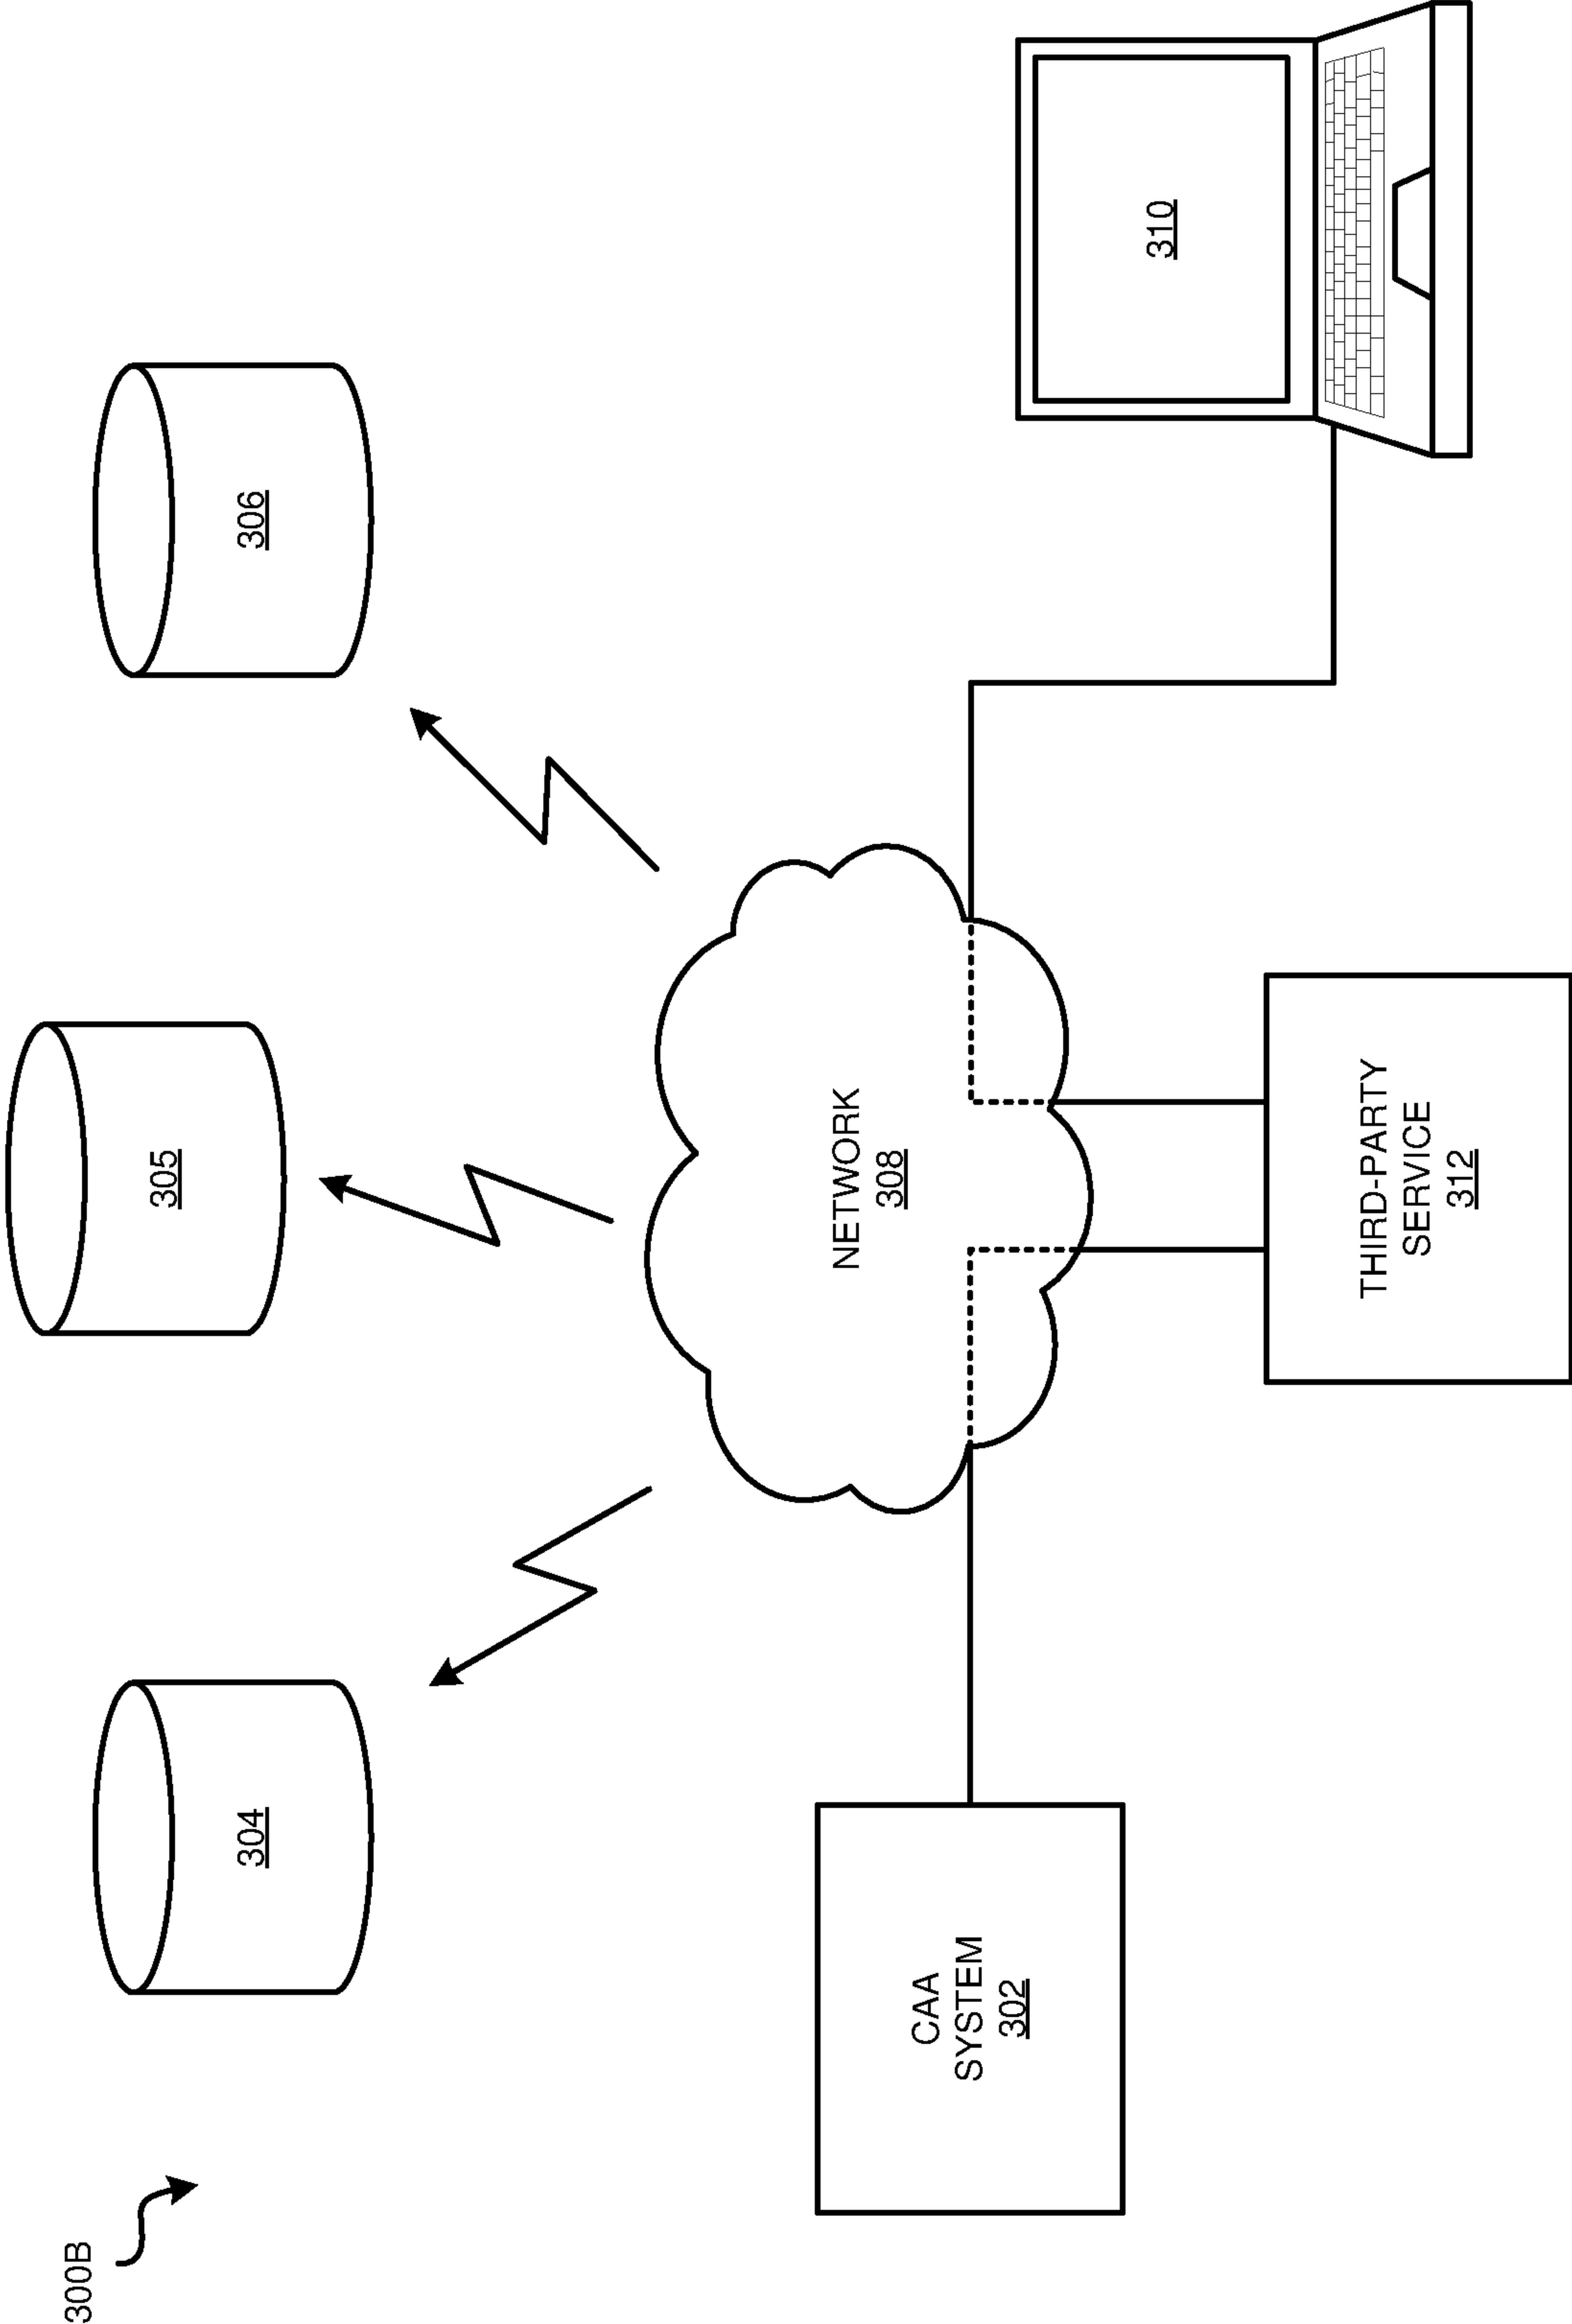 300B
305
304
306
NETWORK
308
CAA
SYSTEM
302
310
THIRD-PARTY
SERVICE
312